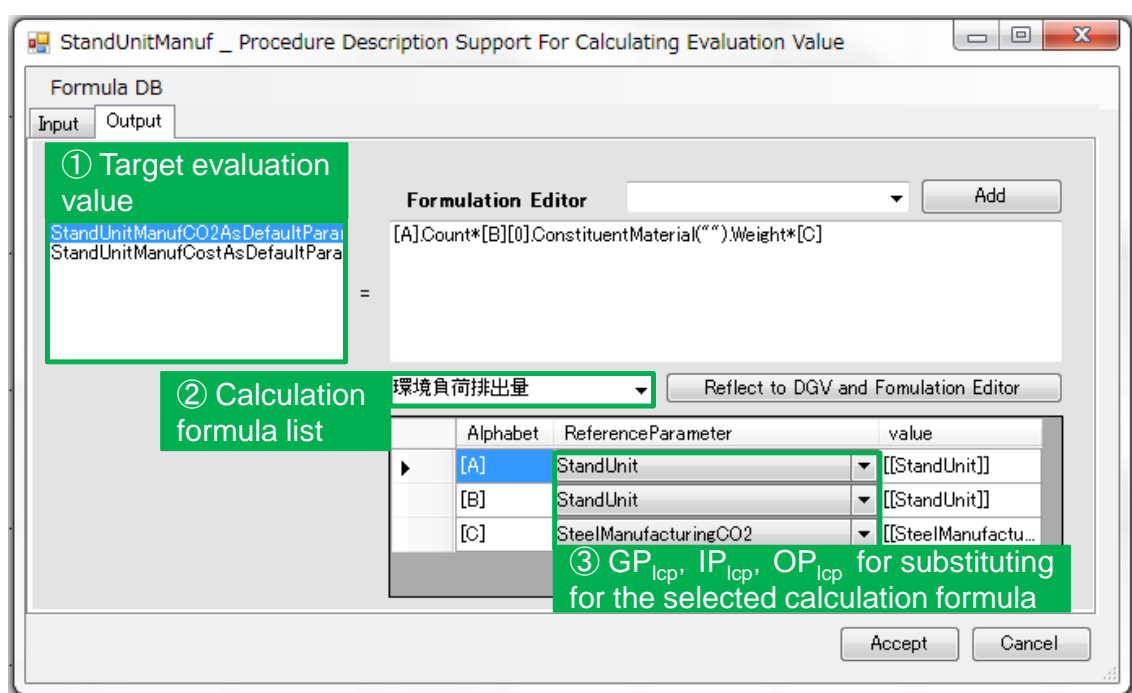 StandUnitManuf _ Procedure Description Support For Calculating Evaluation Value
Formula DB
Input Output
① Target evaluation
value
Formulation Editor
Add
StandUnitManufCO2AsDefaultParar
StandUnitManufCostAsDefaultPara
=
[A].Count*[B][0].ConstituentMaterial("").Weight*[C]
② Calculation
formula list
環境負荷排出量
Reflect to DGV and Fomulation Editor
Alphabet ReferenceParameter value
[A] StandUnit [[StandUnit]]
[B] StandUnit [[StandUnit]]
[C] SteelManufacturingCO2 [[SteelManufactu...
③ GPlcp, IPlcp, OPlcp for substituting
for the selected calculation formula
Accept Cancel